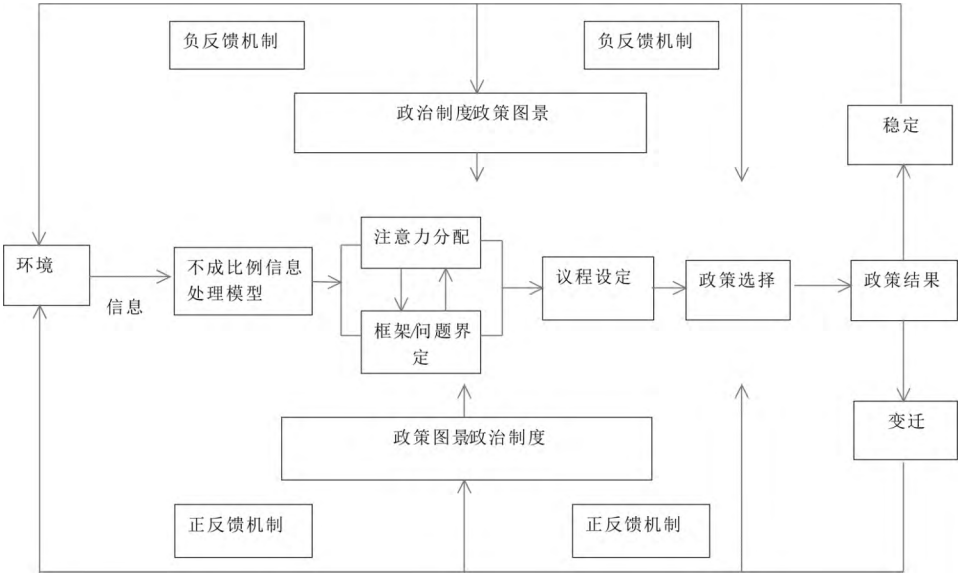 负反馈机制
负反馈机制
政治制度/政策图景
稳定
环境
信息
不成比例信息
处理模型
注意力分配
框架/问题界
定
议程设定
政策选择
政策结果
变迁
政策图景/政治制度
正反馈机制
正反馈机制